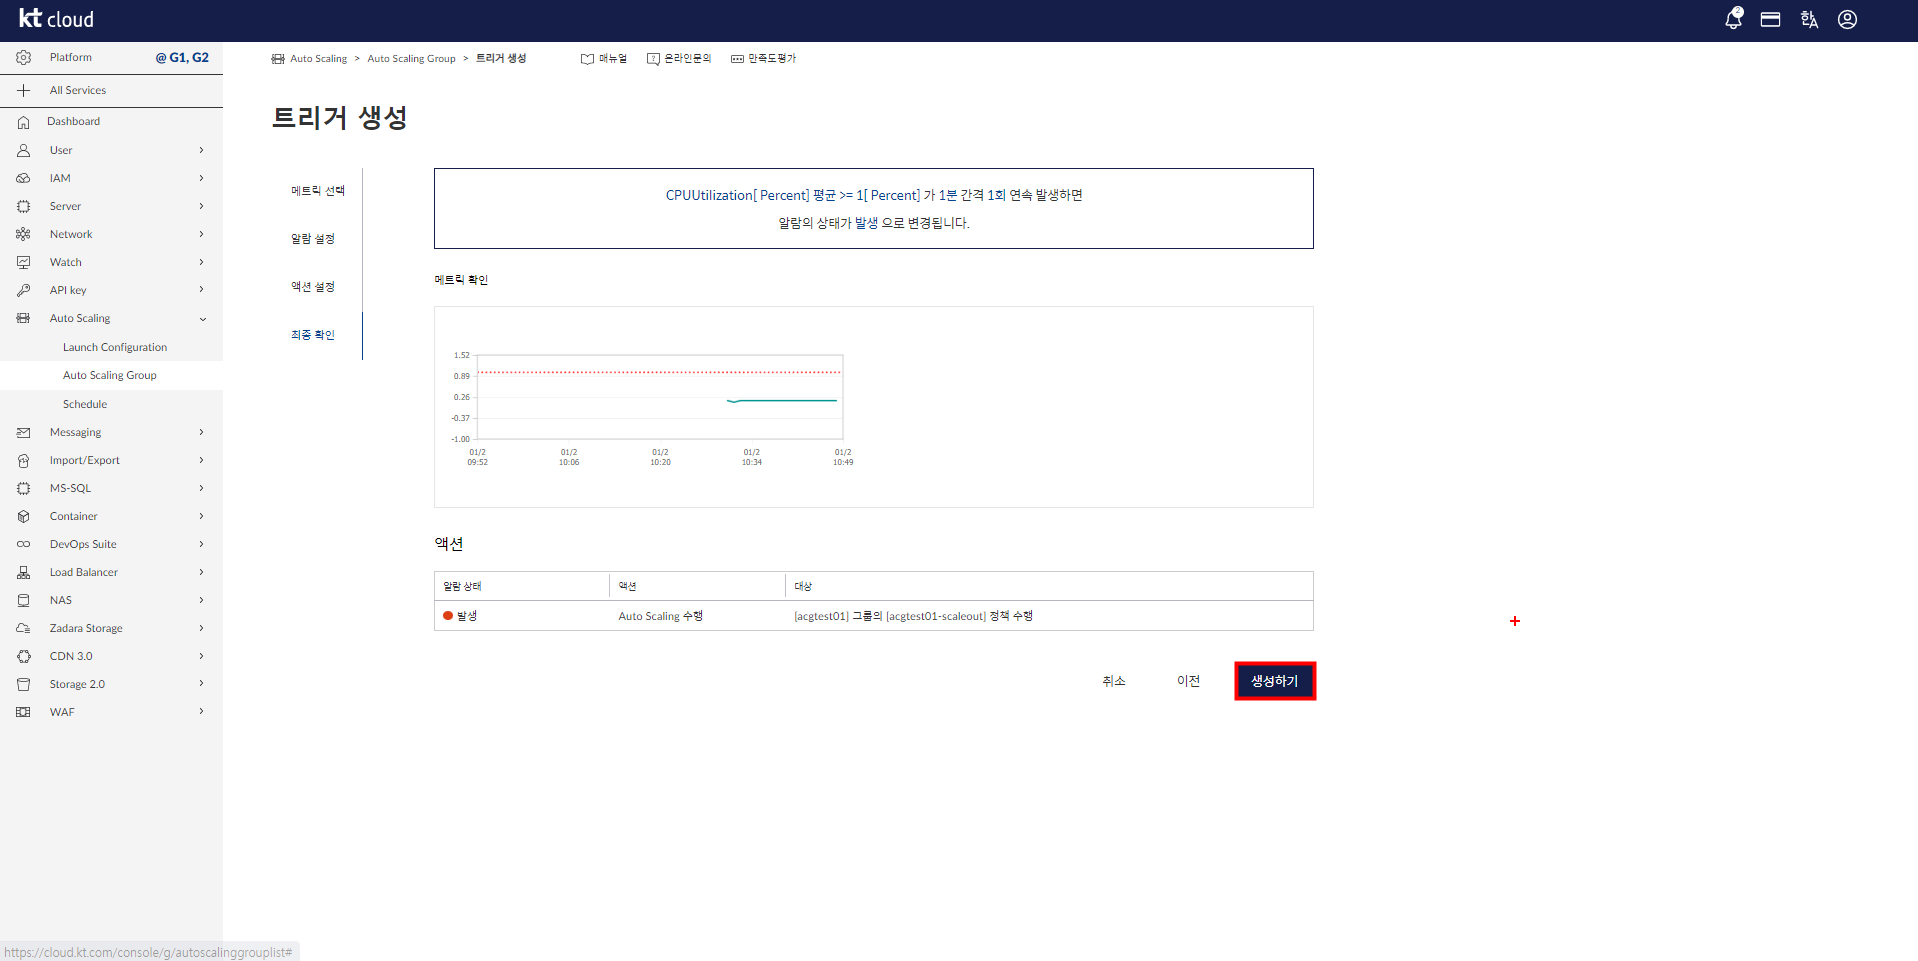 kt cloud
2
한A
Platform
@ G1, G2
All Services
Dashboard
User
IAM
Server
Network
Watch
API key
Auto Scaling
Launch Configuration
Auto Scaling Group
Schedule
Messaging
Import/Export
MS-SQL
Container
DevOps Suite
Load Balancer
NAS
Zadara Storage
CDN 3.0
Storage 2.0
WAF
Auto Scaling > Auto Scaling Group > 트리거 생성
매뉴얼
온라인문의
만족도평가
트리거 생성
메트릭 선택
알람 설정
액션 설정
최종 확인
CPUUtilization[ Percent] 평균 >= 1[ Percent] 가 1분 간격 1회 연속 발생하면
알람의 상태가 발생 으로 변경됩니다.
메트릭 확인
1.52
0.89
0.26
-0.37
-1.00
01/2 01/2 01/2 01/2 01/2
09:52 10:06 10:20 10:34 10:49
액션
알람 상태 액션 대상
발생 Auto Scaling 수행 [acgtest01] 그룹의 [acgtest01-scaleout] 정책 수행
취소 이전 생성하기
https://cloud.kt.com/console/g/autoscalinggrouplist#